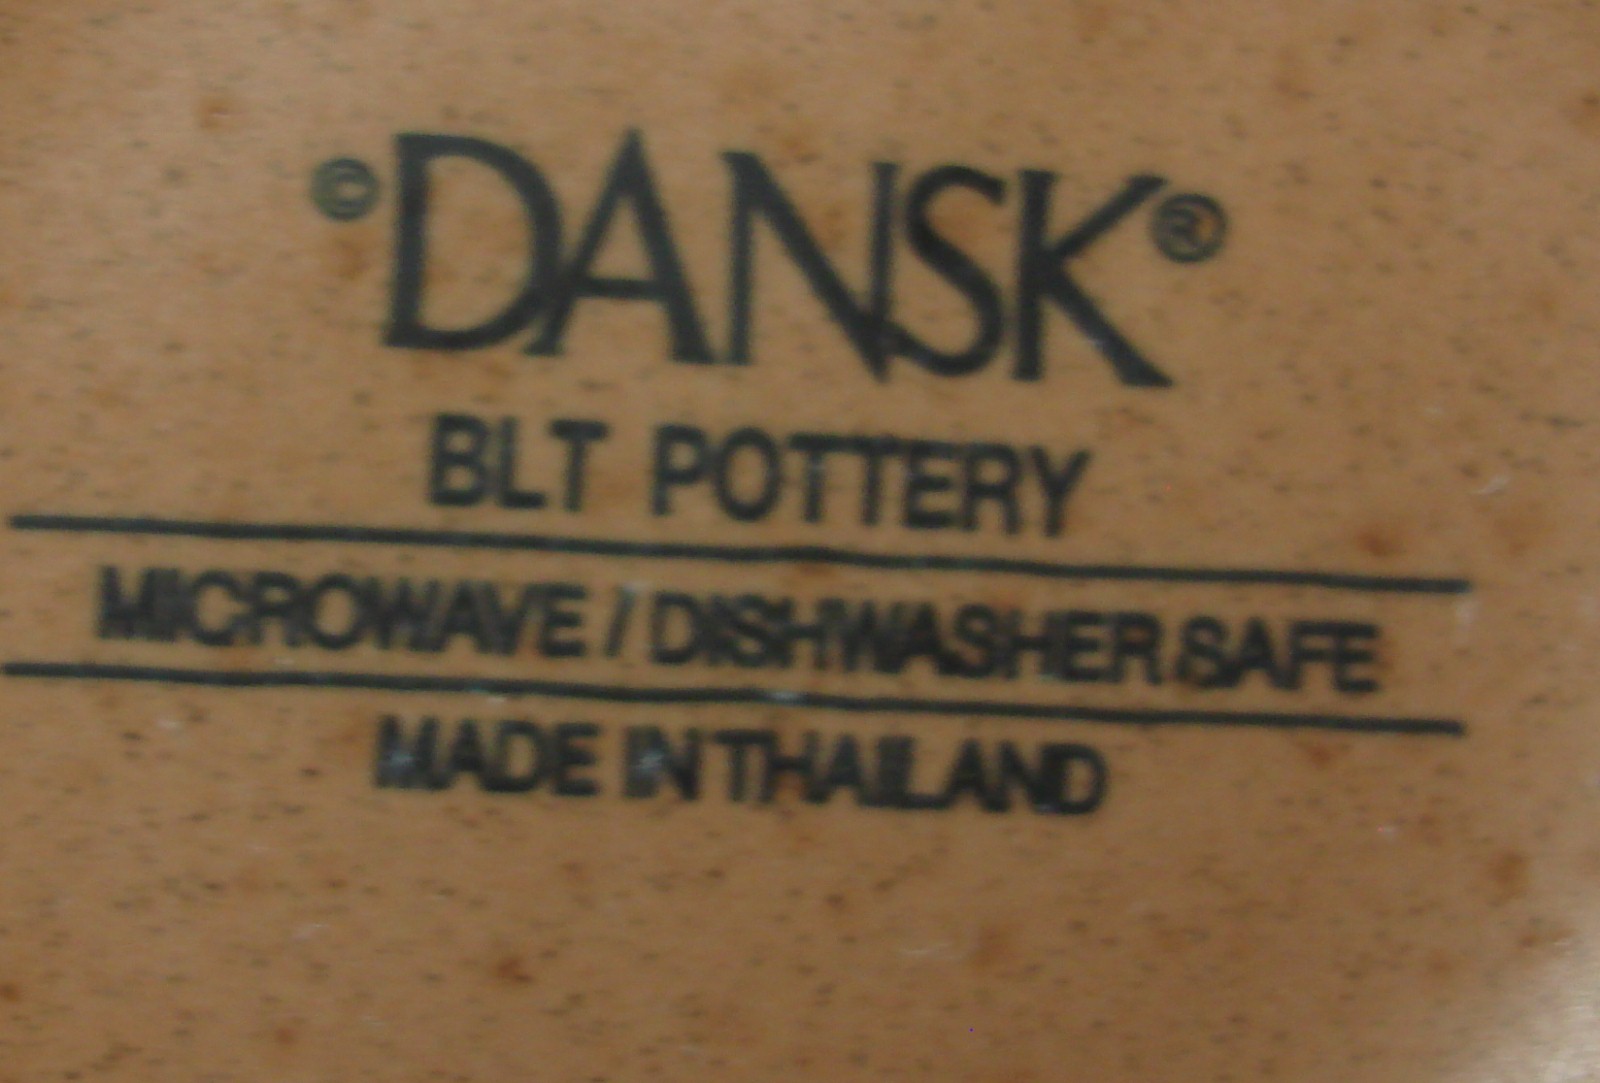 ©DANSK®
BLT POTTERY
MICROWAVE / DISHWASHER SAFE
MADE IN THAILAND